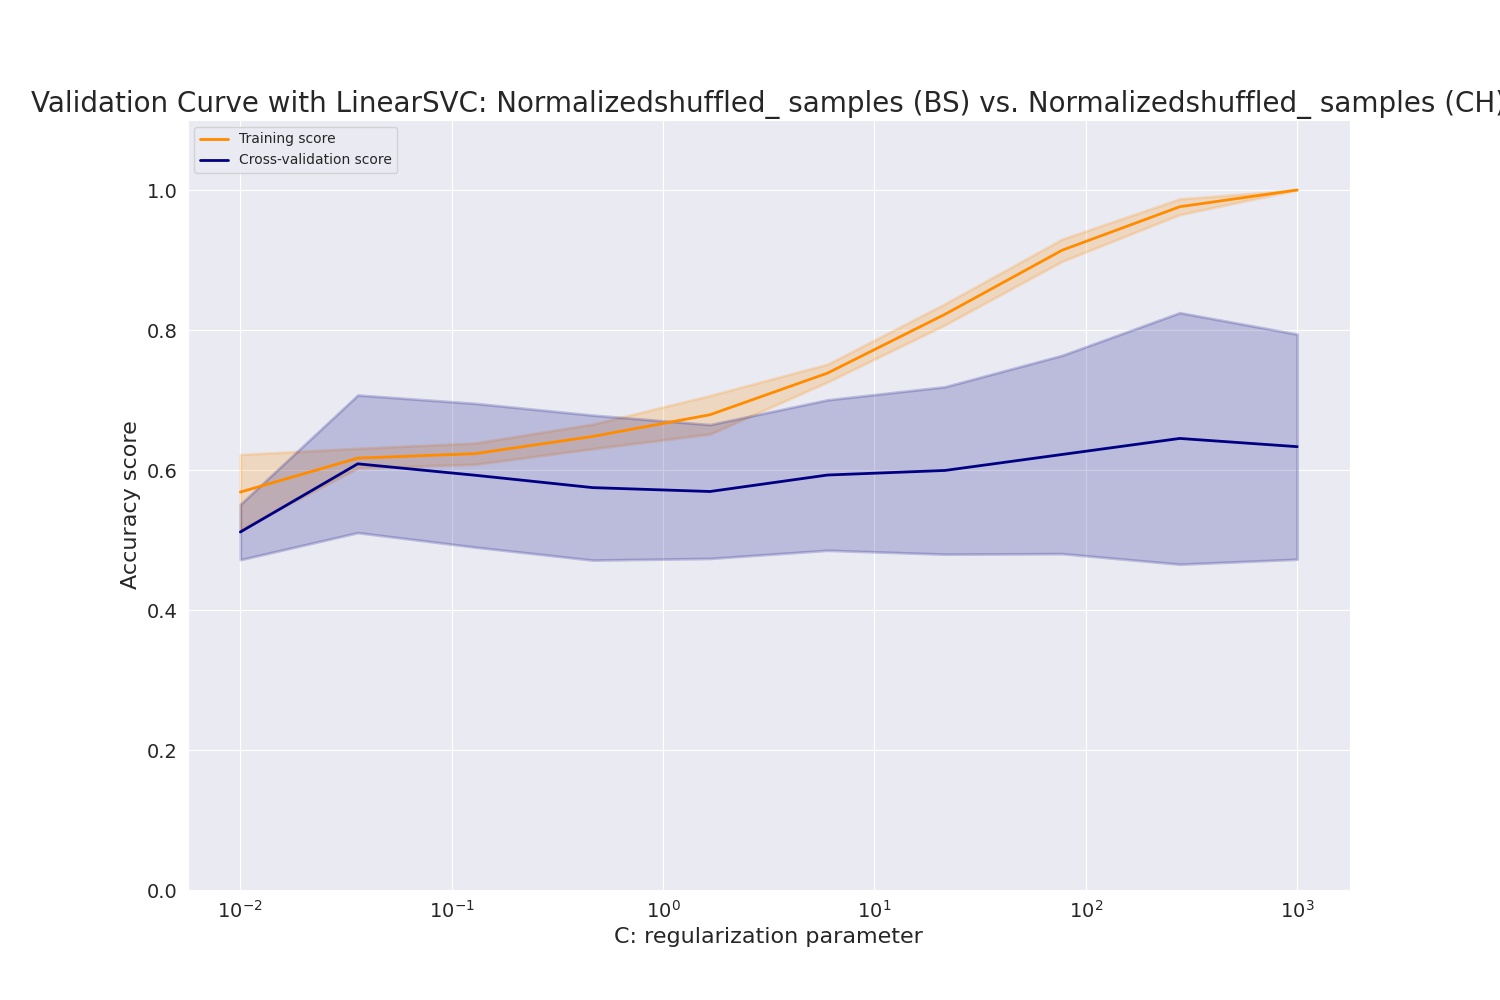 Validation Curve with LinearSVC: Normalizedshuffled_ samples (BS) vs. Normalizedshuffled_ samples (CH)
Training score
Cross-validation score
1.0
0.8
0.6
0.4
0.2
0.0
Accuracy score
10⁻² 10⁻¹ 10⁰ 10¹ 10² 10³
C: regularization parameter